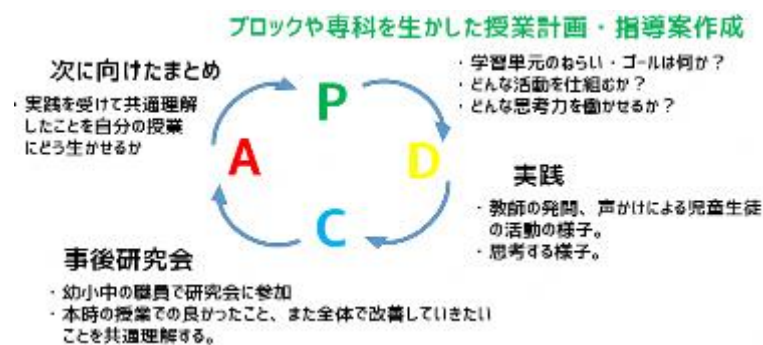 ブロックや専科を生かした授業計画・指導案作成
・学習単元のねらい・ゴールは何か？
・どんな活動を仕組むか？
・どんな思考力を働かせるか？
次に向けたまとめ
・実践を受けて共通理解
したことを自分の授業
にどう生かせるか
P
A
D
C
実践
・教師の発問、声かけによる児童生徒
の活動の様子。
・思考する様子。
事後研究会
・幼小中の職員で研究会に参加
・本時の授業での良かったこと、また全体で改善していきたい
ことを共通理解する。